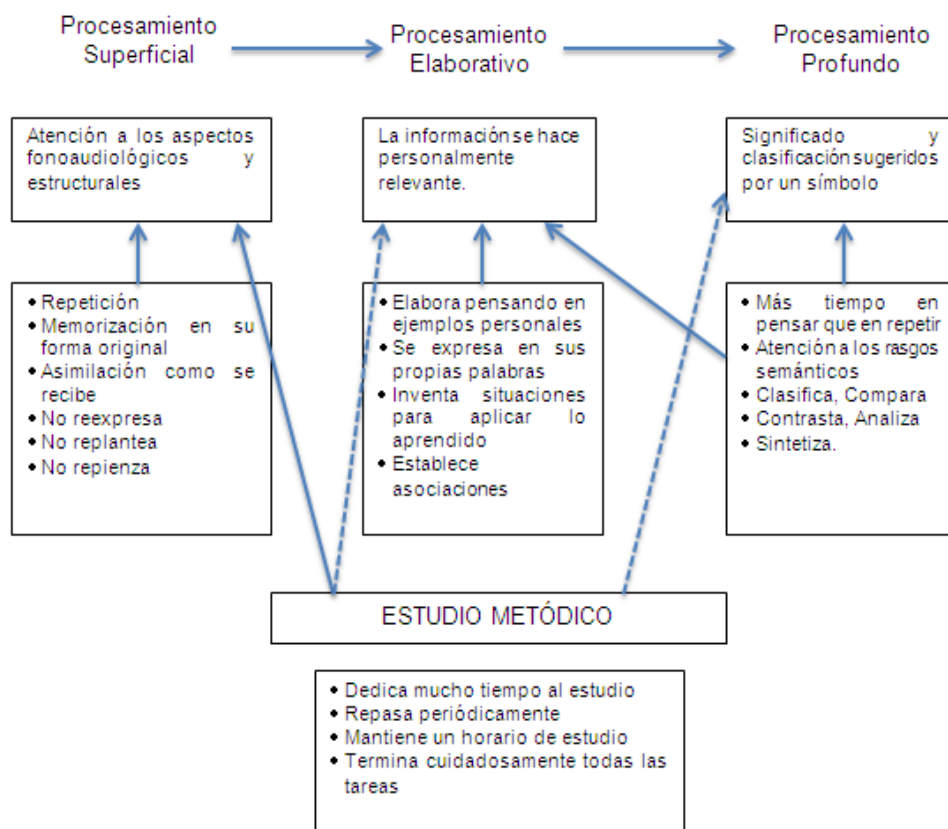 Procesamiento
Superficial
Procesamiento
Elaborativo
Procesamiento
Profundo
Atención a los aspectos
fonoaudiológicos y
estructurales
La información se hace
personalmente
relevante.
Significado y
clasificación sugeridos
por un símbolo
• Repetición
• Memorización en su
forma original
• Asimilación como se
recibe
• No reexpresa
• No replantea
• No repienza
• Elabora pensando en
ejemplos personales
• Se expresa en sus
propias palabras
• Inventa situaciones
para aplicar lo
aprendido
• Establece
asociaciones
• Más tiempo en
pensar que en repetir
• Atención a los rasgos
semánticos
• Clasifica, Compara
• Contrasta, Analiza
• Sintetiza.
ESTUDIO METÓDICO
• Dedica mucho tiempo al estudio
• Repasa periódicamente
• Mantiene un horario de estudio
• Termina cuidadosamente todas las
tareas